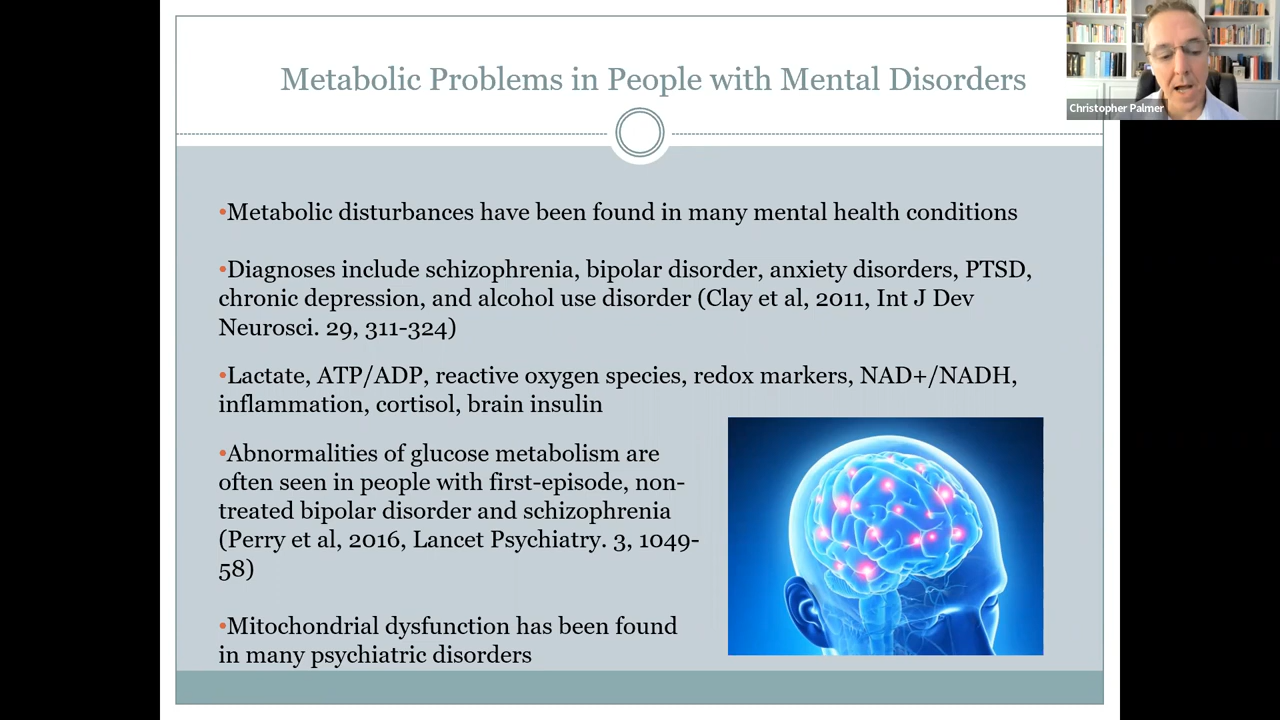 Metabolic Problems in People with Mental Disorders
Christopher Palmer
•Metabolic disturbances have been found in many mental health conditions
•Diagnoses include schizophrenia, bipolar disorder, anxiety disorders, PTSD,
chronic depression, and alcohol use disorder (Clay et al, 2011, Int J Dev
Neurosci. 29, 311-324)
•Lactate, ATP/ADP, reactive oxygen species, redox markers, NAD+/NADH,
inflammation, cortisol, brain insulin
•Abnormalities of glucose metabolism are
often seen in people with first-episode, non-
treated bipolar disorder and schizophrenia
(Perry et al, 2016, Lancet Psychiatry. 3, 1049-
58)
•Mitochondrial dysfunction has been found
in many psychiatric disorders